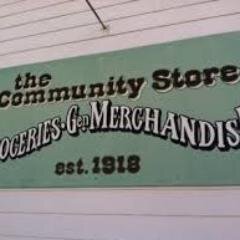 the
Community Store
ROCERIES & Gen MERCHANDIS
est. 1918